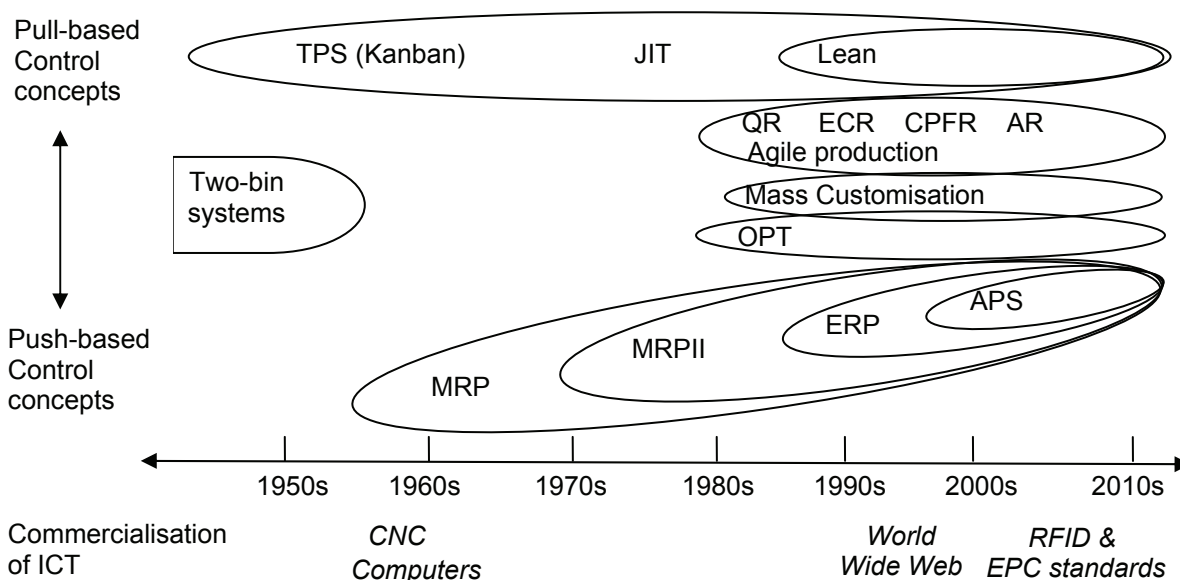 Pull-based
Control
concepts
TPS (Kanban) JIT Lean
QR ECR CPFR AR
Agile production
Two-bin
systems
Mass Customisation
OPT
APS
ERP
MRPII
MRP
Push-based
Control
concepts
1950s 1960s 1970s 1980s 1990s 2000s 2010s
Commercialisation
of ICT
CNC
Computers
World
Wide Web
RFID &
EPC standards